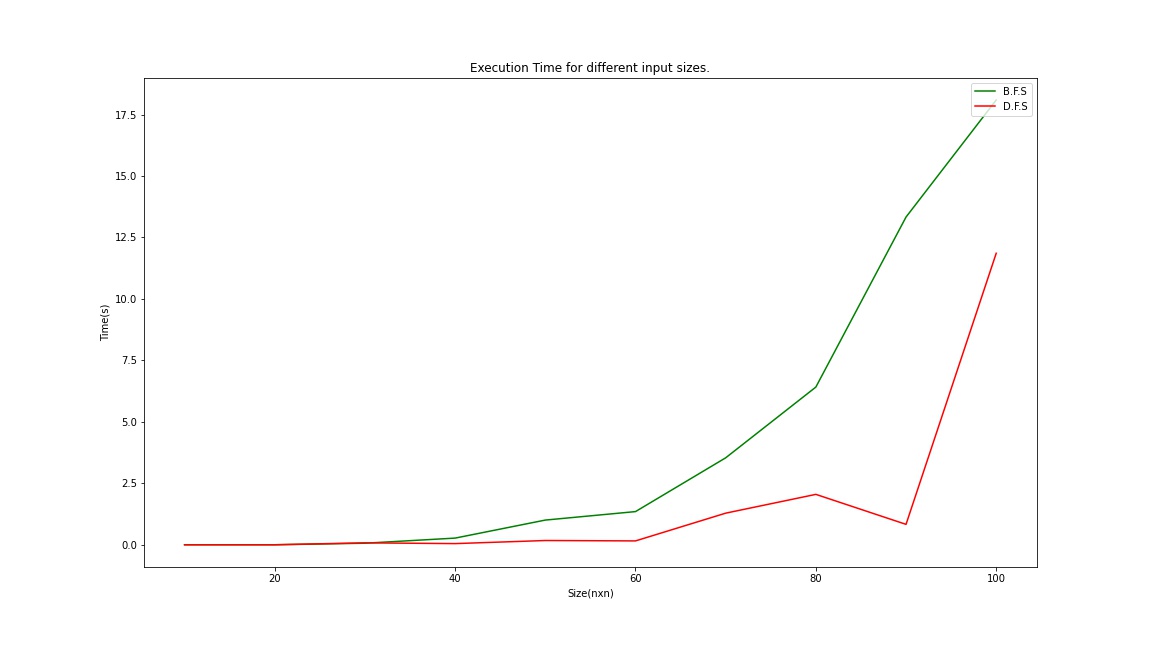 Execution Time for different input sizes.
B.F.S
D.F.S
17.5
15.0
12.5
10.0
7.5
5.0
2.5
0.0
Time(s)
20 40 60 80 100
Size(nxn)